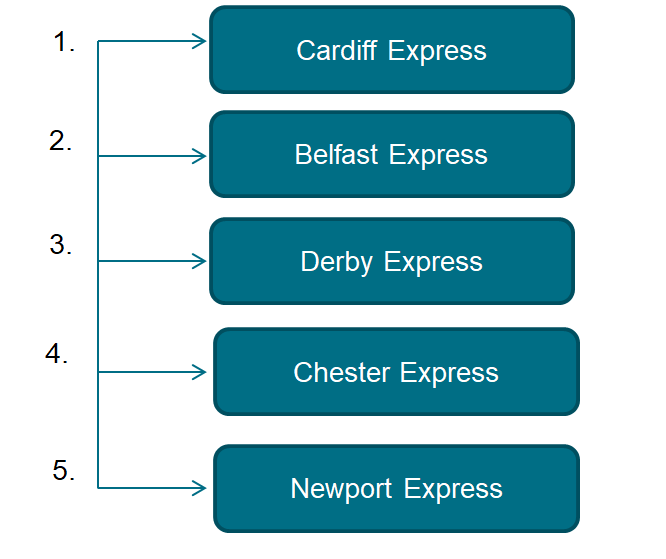 1. Cardiff Express
2. Belfast Express
3. Derby Express
4. Chester Express
5. Newport Express